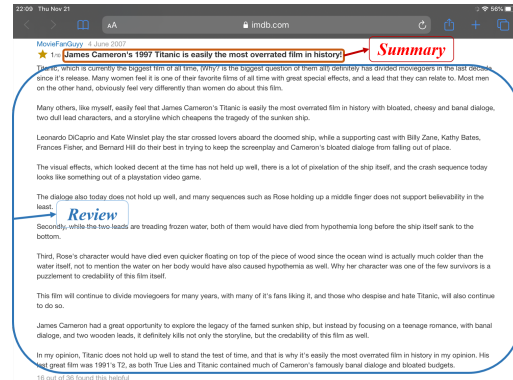 22:09 Thu Nov 21
56%
AA
imdb.com
MovieFanGuy 4 June 2007
1/10 James Cameron's 1997 Titanic is easily the most overrated film in history!
Summary
Titanic, which is currently the biggest film of all time, (Why? is the biggest question of them all!) definitely has divided moviegoers in the last decade
since it's release. Many women feel it is one of their favorite films of all time with great special effects, and a lead that they can relate to. Most men
on the other hand, obviously feel very differently than women do about this film.
Many others, like myself, easily feel that James Cameron's Titanic is easily the most overrated film in history with bloated, cheesy and banal dialoge,
two dull lead characters, and a storyline which cheapens the tragedy of the sunken ship.
Leonardo DiCaprio and Kate Winslet play the star crossed lovers aboard the doomed ship, while a supporting cast with Billy Zane, Kathy Bates,
Frances Fisher, and Bernard Hill do their best in trying to keep the screenplay and Cameron's bloated dialoge from falling out of place.
The visual effects, which looked decent at the time has not held up well, there is a lot of pixelation of the ship itself, and the crash sequence today
looks like something out of a playstation video game.
The dialoge also today does not hold up well, and many sequences such as Rose holding up a middle finger does not support believability in the
least.
Review
Secondly, while the two leads are treading frozen water, both of them would have died from hypothemia long before the ship itself sank to the
bottom.
Third, Rose's character would have died even quicker floating on top of the piece of wood since the ocean wind is actually much colder than the
water itself, not to mention the water on her body would have also caused hypothemia as well. Why her character was one of the few survivors is a
puzzlement to credability of this film itself.
This film will continue to divide moviegoers for many years, with many of it's fans liking it, and those who despise and hate Titanic, will also continue
to do so.
James Cameron had a great opportunity to explore the legacy of the famed sunken ship, but instead by focusing on a teenage romance, with banal
dialoge, and two wooden leads, it definitely kills not only the storyline, but the credability of this film as well.
In my opinion, Titanic does not hold up well to stand the test of time, and that is why it's easily the most overrated film in history in my opinion. His
last great film was 1991's T2, as both True Lies and Titanic contained much of Cameron's famously banal dialoge and bloated budgets.
16 out of 36 found this helpful